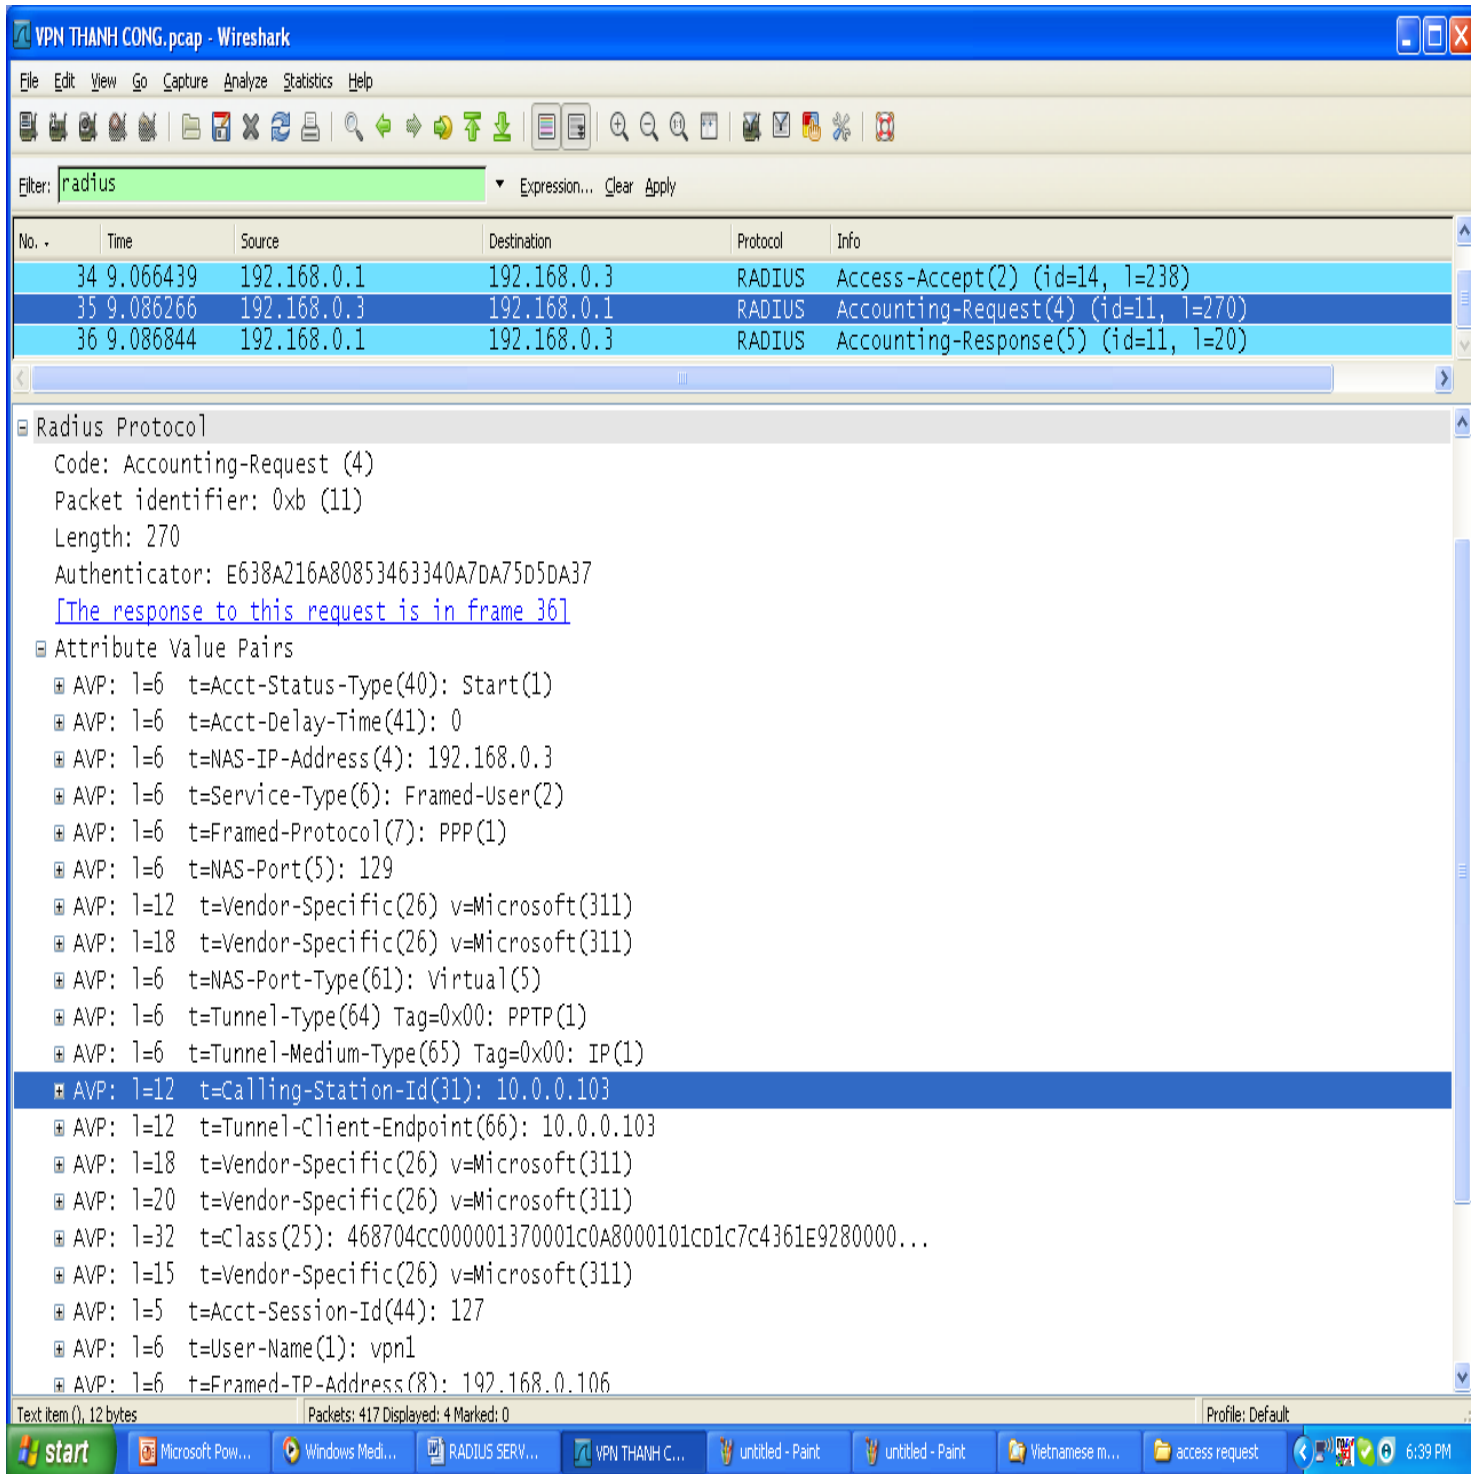 VPN THANH CONG.pcap - Wireshark
File Edit View Go Capture Analyze Statistics Help
Filter: radius Expression... Clear Apply
No. Time Source Destination Protocol Info
34 9.066439 192.168.0.1 192.168.0.3 RADIUS Access-Accept(2) (id=14, l=238)
35 9.086266 192.168.0.3 192.168.0.1 RADIUS Accounting-Request(4) (id=11, l=270)
36 9.086844 192.168.0.1 192.168.0.3 RADIUS Accounting-Response(5) (id=11, l=20)
Radius Protocol
Code: Accounting-Request (4)
Packet identifier: 0xb (11)
Length: 270
Authenticator: E638A216A80853463340A7DA75D5DA37
[The response to this request is in frame 36]
Attribute Value Pairs
AVP: l=6 t=Acct-Status-Type(40): Start(1)
AVP: l=6 t=Acct-Delay-Time(41): 0
AVP: l=6 t=NAS-IP-Address(4): 192.168.0.3
AVP: l=6 t=Service-Type(6): Framed-User(2)
AVP: l=6 t=Framed-Protocol(7): PPP(1)
AVP: l=6 t=NAS-Port(5): 129
AVP: l=12 t=Vendor-Specific(26) v=Microsoft(311)
AVP: l=18 t=Vendor-Specific(26) v=Microsoft(311)
AVP: l=6 t=NAS-Port-Type(61): Virtual(5)
AVP: l=6 t=Tunnel-Type(64) Tag=0x00: PPTP(1)
AVP: l=6 t=Tunnel-Medium-Type(65) Tag=0x00: IP(1)
AVP: l=12 t=Calling-Station-Id(31): 10.0.0.103
AVP: l=12 t=Tunnel-Client-Endpoint(66): 10.0.0.103
AVP: l=18 t=Vendor-Specific(26) v=Microsoft(311)
AVP: l=20 t=Vendor-Specific(26) v=Microsoft(311)
AVP: l=32 t=Class(25): 468704CC000001370001C0A8000101CD1C7C4361E9280000...
AVP: l=15 t=Vendor-Specific(26) v=Microsoft(311)
AVP: l=5 t=Acct-Session-Id(44): 127
AVP: l=6 t=User-Name(1): vpn1
AVP: l=6 t=Framed-IP-Address(8): 192.168.0.106
Text item (), 12 bytes Packets: 417 Displayed: 4 Marked: 0 Profile: Default
start Microsoft Pow... Windows Medi... RADIUS SERV... VPN THANH C... untitled - Paint untitled - Paint Vietnamese m... access request 6:39 PM